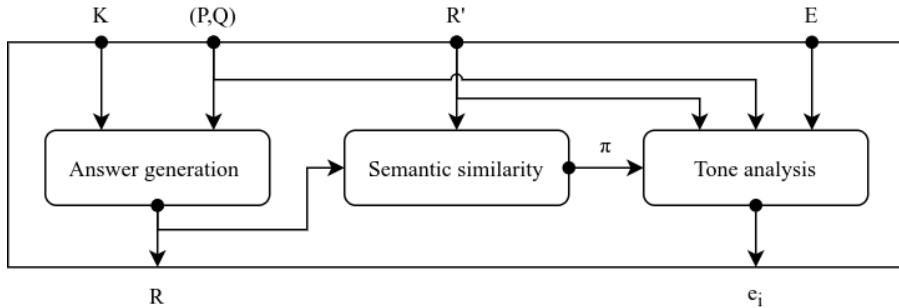 K (P,Q) R' E
π
Answer generation Semantic similarity Tone analysis
R e_i